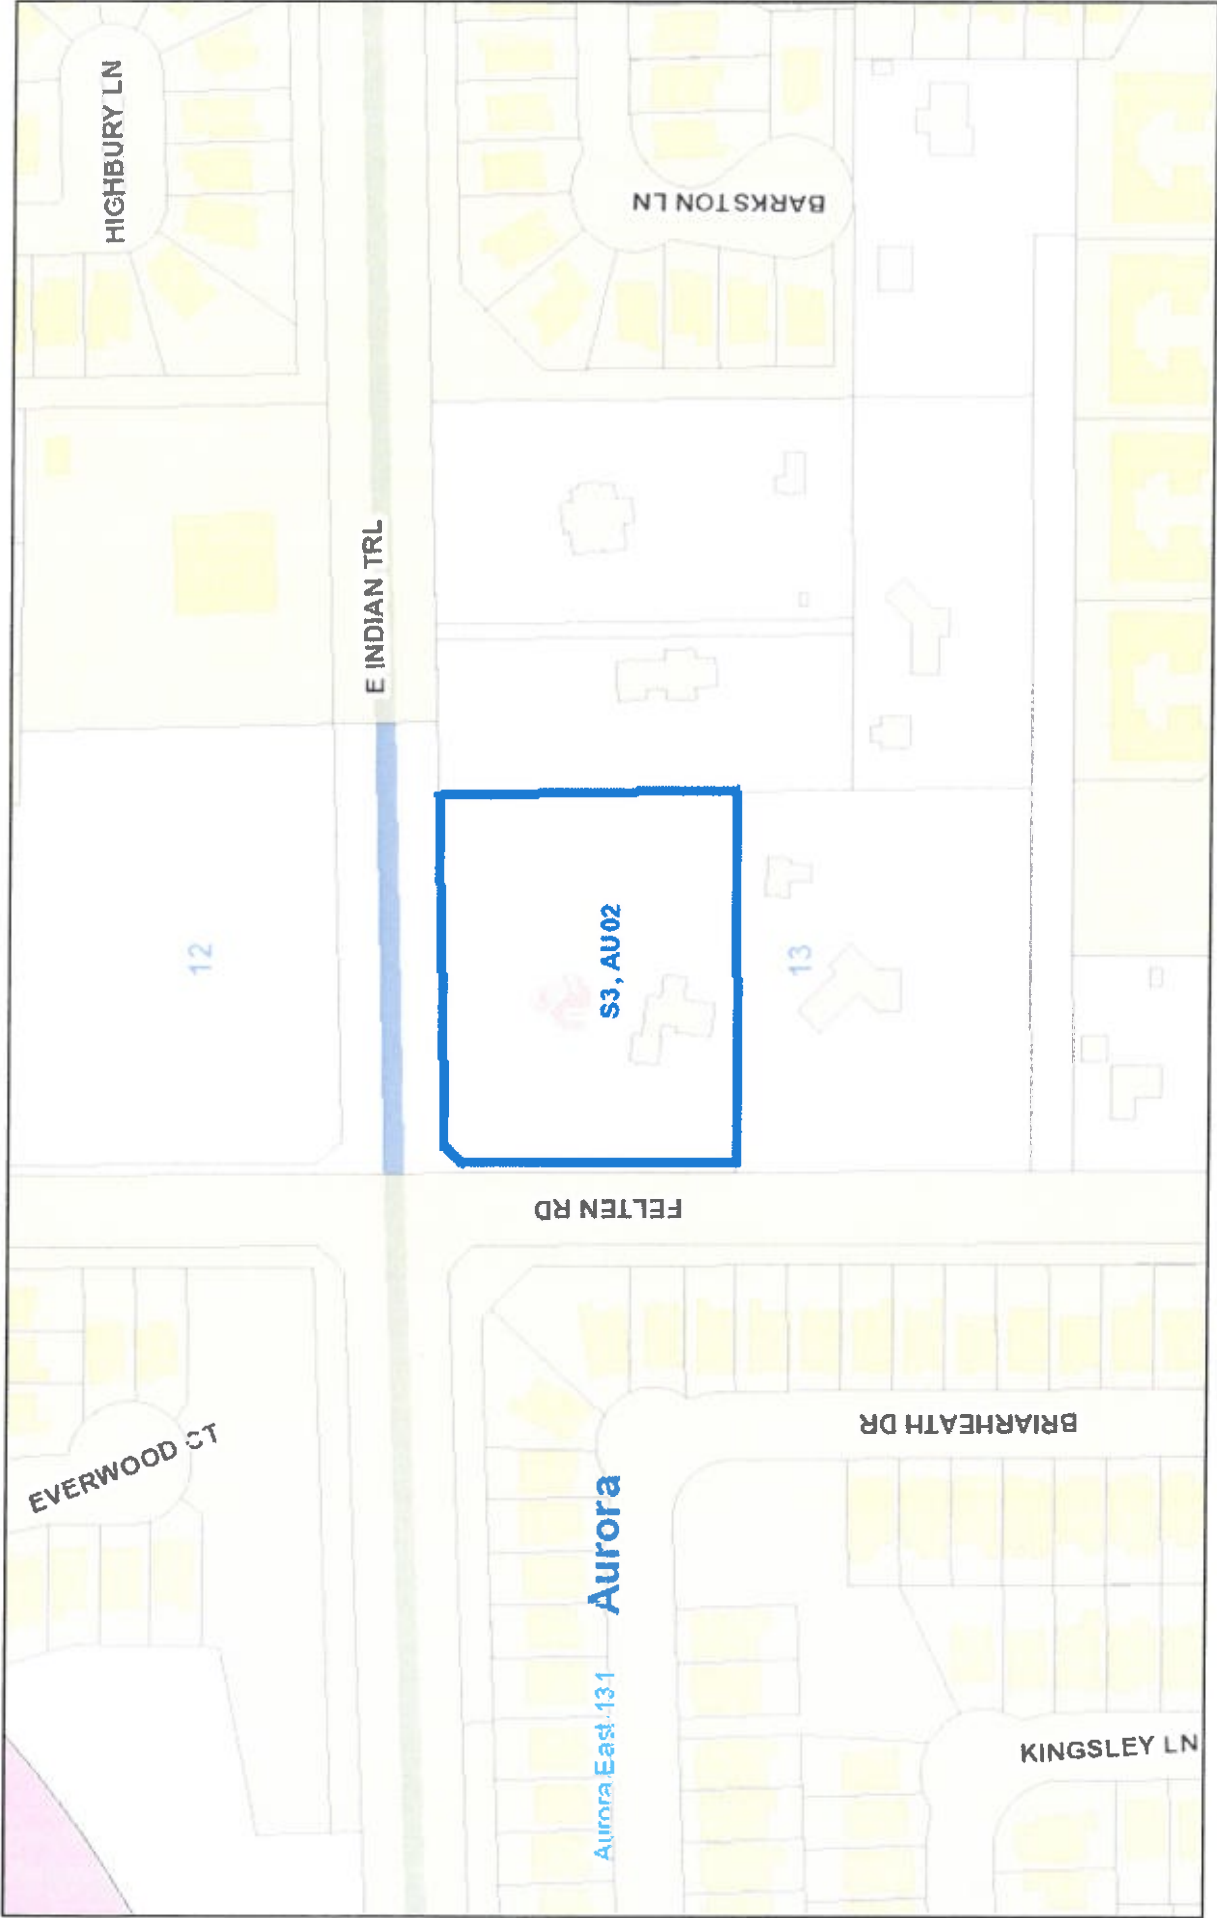 HIGHBURY LN
BARKSTON LN
E INDIAN TRL
12
S3, AU02
13
FELTEN RD
EVERWOOD CT
BRIARHEATH DR
Aurora
Aurora East 131
KINGSLEY LN